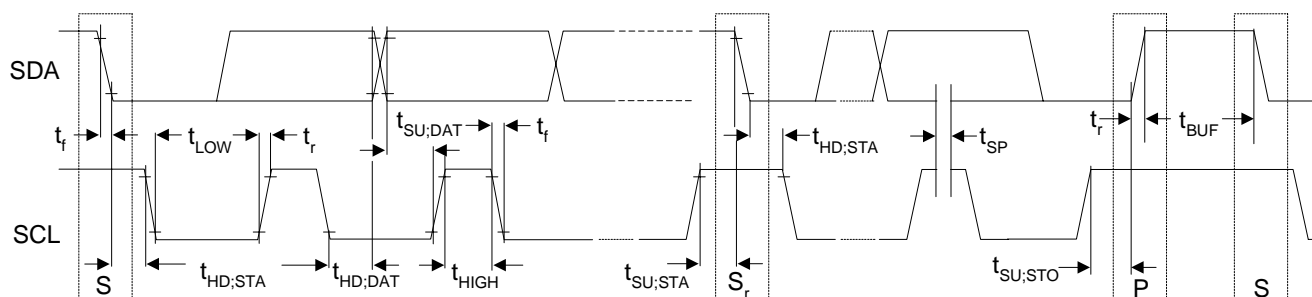 SDA
t_f
t_LOW
t_r
t_SU;DAT
t_f
t_HD;STA
t_SP
t_r
t_BUF
SCL
S
t_HD;STA
t_HD;DAT
t_HIGH
t_SU;STA
S_r
t_SU;STO
P
S